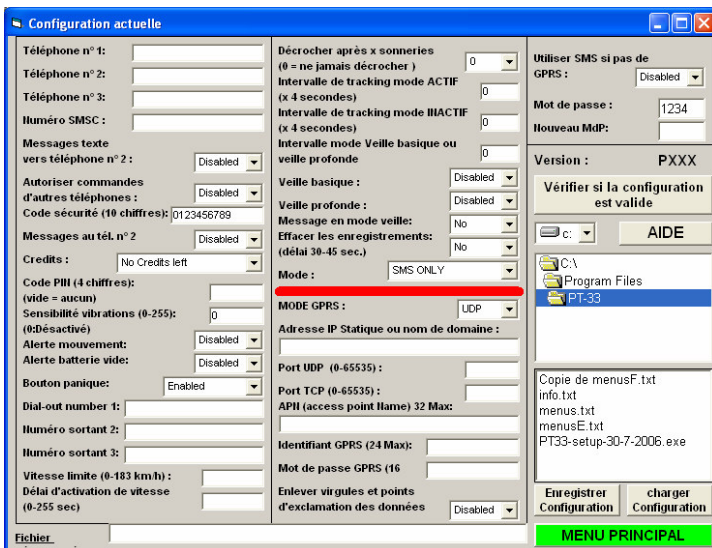 Configuration actuelle
Téléphone n° 1:
Téléphone n° 2:
Téléphone n° 3:
Numéro SMSC :
Messages texte
vers téléphone n° 2 : Disabled
Autoriser commandes
d'autres téléphones : Disabled
Code sécurité (10 chiffres): 0123456789
Messages au tél. n° 2 Disabled
Credits : No Credits left
Code PIN (4 chiffres):
(vide = aucun)
Sensibilité vibrations (0-255): 0
(0:Désactivé)
Alerte mouvement: Disabled
Alerte batterie vide: Disabled
Bouton panique: Enabled
Dial-out number 1:
Numéro sortant 2:
Numéro sortant 3:
Vitesse limite (0-183 km/h) :
Délai d'activation de vitesse
(0-255 sec)
Fichier
Décrocher après x sonneries
(0 = ne jamais décrocher ) 0
Intervalle de tracking mode ACTIF
(x 4 secondes) 0
Intervalle de tracking mode INACTIF
(x 4 secondes) 0
Intervalle mode Veille basique ou
veille profonde 0
Veille basique : Disabled
Veille profonde : Disabled
Message en mode veille: No
Effacer les enregistrements:
(délai 30-45 sec.) No
Mode : SMS ONLY
MODE GPRS : UDP
Adresse IP Statique ou nom de domaine :
Port UDP (0-65535) :
Port TCP (0-65535) :
APN (access point Name) 32 Max:
Identifiant GPRS (24 Max):
Mot de passe GPRS (16
Enlever virgules et points
d'exclamation des données Disabled
Utiliser SMS si pas de
GPRS : Disabled
Mot de passe : 1234
Nouveau MdP:
Version : PXXX
Vérifier si la configuration
est valide
c: AIDE
C:\
Program Files
PT-33
Copie de menusF.txt
info.txt
menus.txt
menusE.txt
PT33-setup-30-7-2006.exe
Enregistrer
Configuration
charger
Configuration
MENU PRINCIPAL